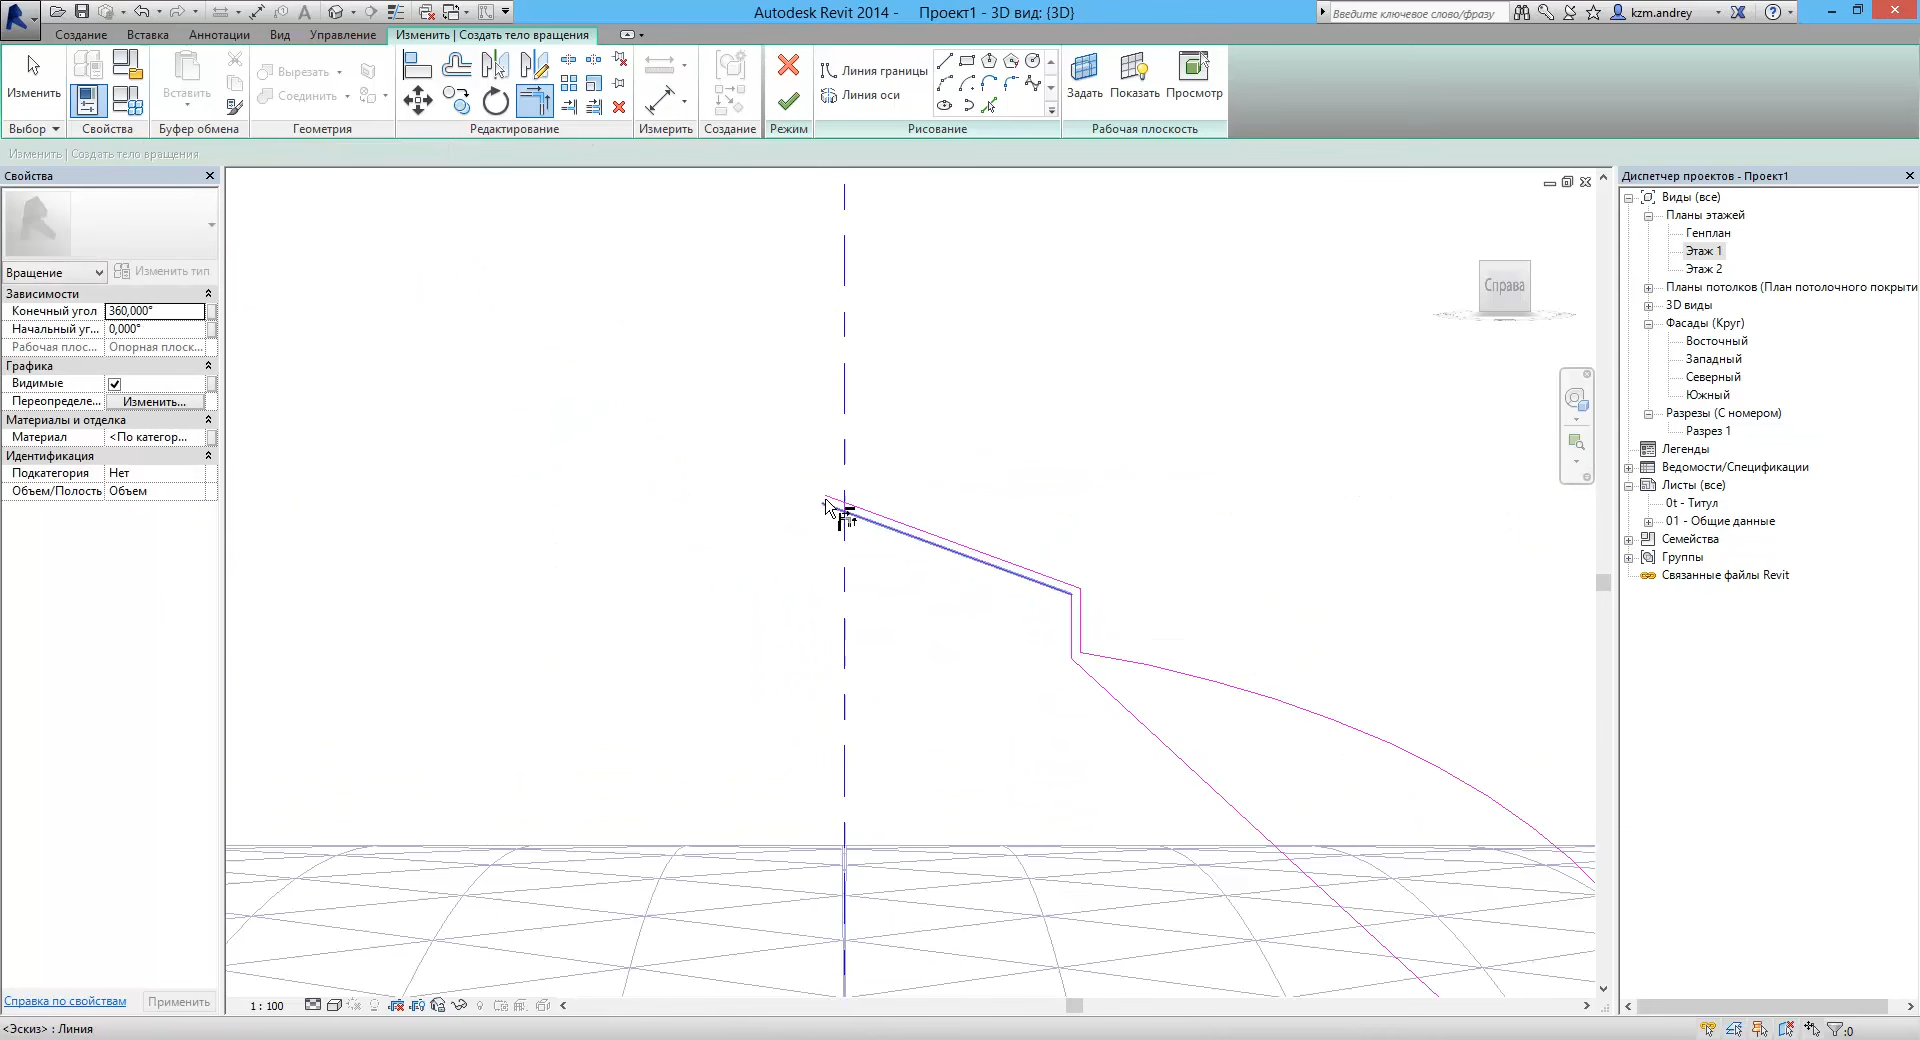 Autodesk Revit 2014 - Проект1 - 3D вид: {3D}
Введите ключевое слово/фразу
kzm.andrey
Создание Вставка Аннотации Вид Управление Изменить | Создать тело вращения
Изменить
Вставить
Вырезать
Соединить
Линия границы
Линия оси
Задать Показать Просмотр
Выбор Свойства Буфер обмена Геометрия Редактирование Измерить Создание Режим Рисование Рабочая плоскость
Изменить | Создать тело вращения
Свойства
Вращение Изменить тип
Зависимости
Конечный угол 360,000°
Начальный уг... 0,000°
Рабочая плос... Опорная плоск...
Графика
Видимые
Переопределе... Изменить...
Материалы и отделка
Материал <По категор...
Идентификация
Подкатегория Нет
Объем/Полость Объем
Справка по свойствам Применить
Справа
1 : 100
Диспетчер проектов - Проект1
Виды (все)
Планы этажей
Генплан
Этаж 1
Этаж 2
Планы потолков (План потолочного покрыти
3D виды
Фасады (Круг)
Восточный
Западный
Северный
Южный
Разрезы (С номером)
Разрез 1
Легенды
Ведомости/Спецификации
Листы (все)
0t - Титул
01 - Общие данные
Семейства
Группы
Связанные файлы Revit
<Эскиз> : Линия
:0